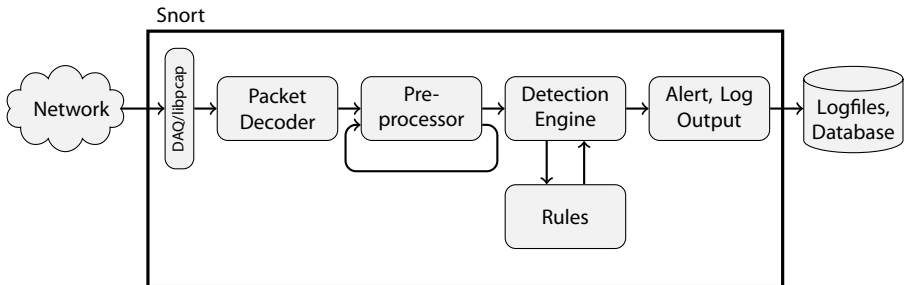 Snort
Network
DAQ/libpcap
Packet
Decoder
Pre-
processor
Detection
Engine
Alert, Log
Output
Logfiles,
Database
Rules